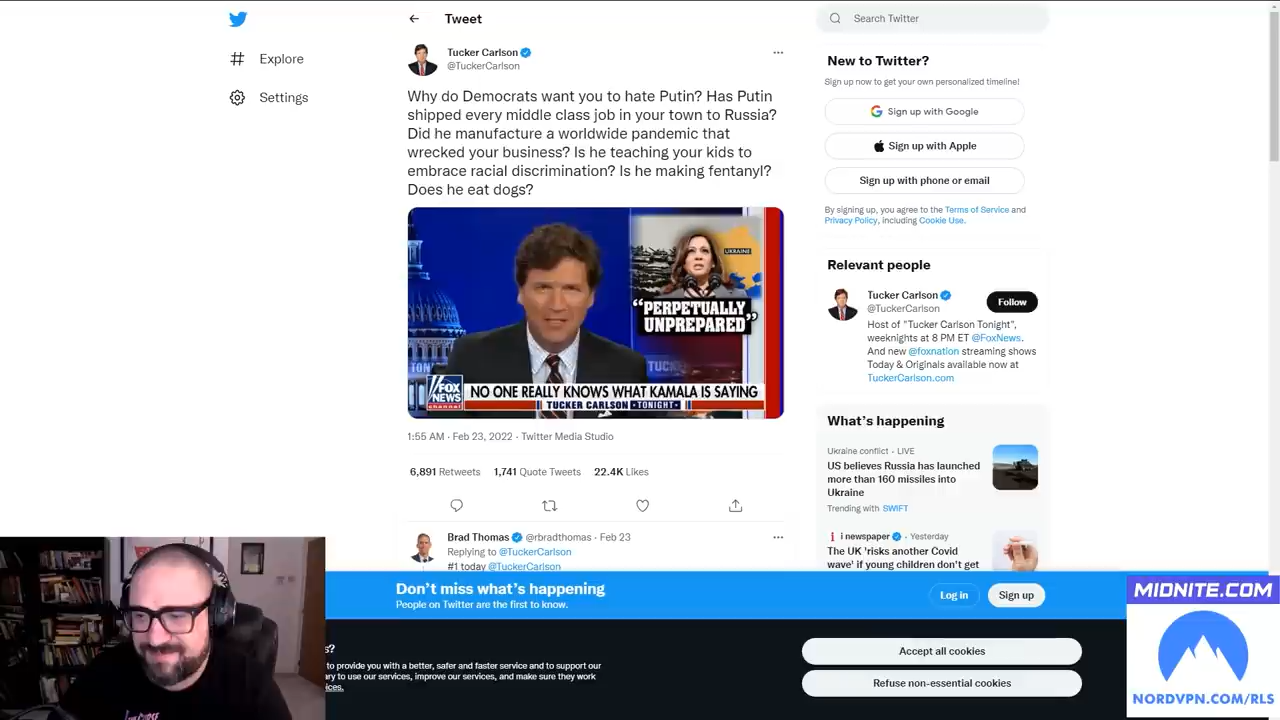 Tweet
Search Twitter
Explore
Settings
Tucker Carlson
@TuckerCarlson
Why do Democrats want you to hate Putin? Has Putin
shipped every middle class job in your town to Russia?
Did he manufacture a worldwide pandemic that
wrecked your business? Is he teaching your kids to
embrace racial discrimination? Is he making fentanyl?
Does he eat dogs?
UKRAINE
“PERPETUALLY
UNPREPARED”
FOX
NEWS
channel
NO ONE REALLY KNOWS WHAT KAMALA IS SAYING
TUCKER CARLSON TONIGHT
1:55 AM · Feb 23, 2022 · Twitter Media Studio
6,891 Retweets 1,741 Quote Tweets 22.4K Likes
Brad Thomas @rbradthomas · Feb 23
Replying to @TuckerCarlson
#1 today @TuckerCarlson
New to Twitter?
Sign up now to get your own personalized timeline!
Sign up with Google
Sign up with Apple
Sign up with phone or email
By signing up, you agree to the Terms of Service and
Privacy Policy, including Cookie Use.
Relevant people
Tucker Carlson
@TuckerCarlson
Follow
Host of "Tucker Carlson Tonight",
weeknights at 8 PM ET @FoxNews.
And new @foxnation streaming shows
Today & Originals available now at
TuckerCarlson.com
What’s happening
Ukraine conflict · LIVE
US believes Russia has launched
more than 160 missiles into
Ukraine
Trending with SWIFT
i newspaper · Yesterday
The UK 'risks another Covid
wave' if young children don't get
Don’t miss what’s happening
People on Twitter are the first to know.
Log in
Sign up
s?
to provide you with a better, safer and faster service and to support our
ary to use our services, improve our services, and make sure they work
ices.
Accept all cookies
Refuse non-essential cookies
MIDNITE.COM
NORDVPN.COM/RLS